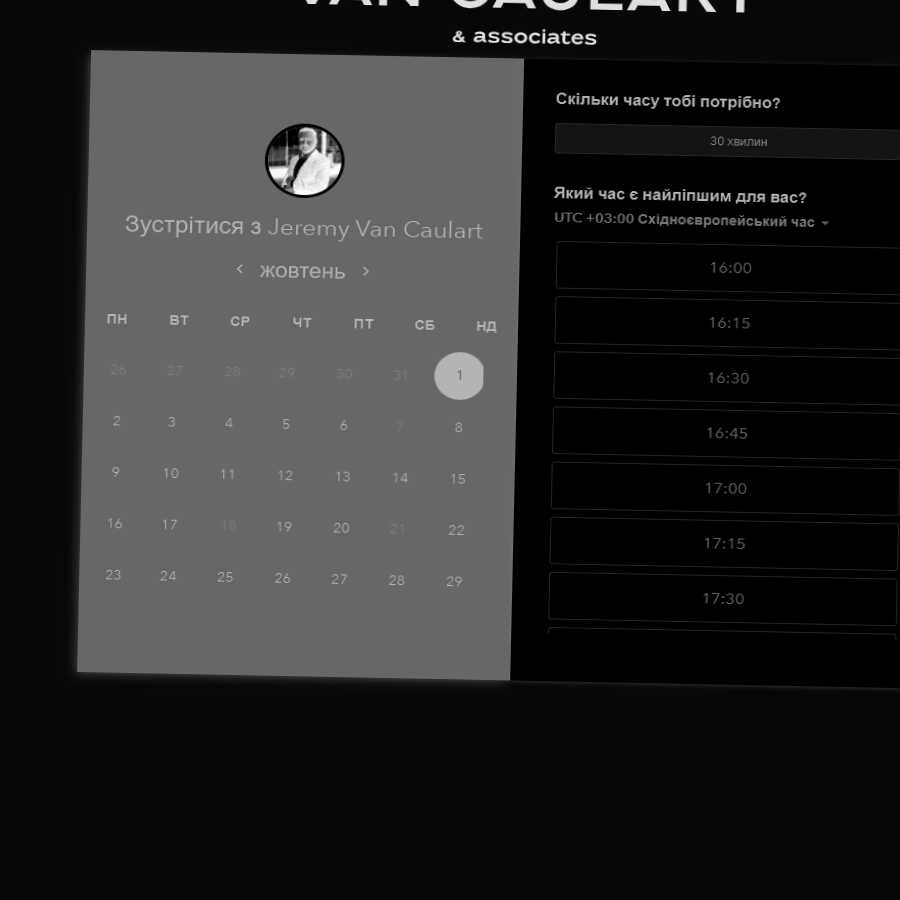 VAN CAULART
& associates
Зустрітися з Jeremy Van Caulart
‹ жовтень ›
ПН ВТ СР ЧТ ПТ СБ НД
26 27 28 29 30 31 1
2 3 4 5 6 7 8
9 10 11 12 13 14 15
16 17 18 19 20 21 22
23 24 25 26 27 28 29
Скільки часу тобі потрібно?
30 хвилин
Який час є найліпшим для вас?
UTC +03:00 Східноєвропейський час
16:00
16:15
16:30
16:45
17:00
17:15
17:30